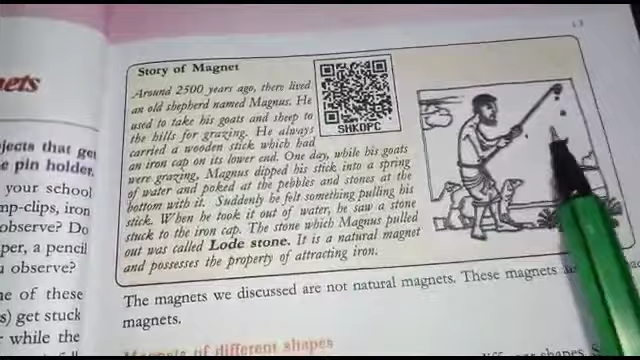 ets
jects that get
e pin holder.
your school
mp-clips, iron
observe? Do
per, a pencil
observe?
ne of these
s) get stuck
while the
Story of Magnet
Around 2500 years ago, there lived
an old shepherd named Magnus. He
used to take his goats and sheep to
the hills for grazing. He always
carried a wooden stick which had
an iron cap on its lower end. One day, while his goats
were grazing, Magnus dipped his stick into a spring
of water and poked at the pebbles and stones at the
bottom with it. Suddenly he felt something pulling his
stick. When he took it out of water, he saw a stone
stuck to the iron cap. The stone which Magnus pulled
out was called Lode stone. It is a natural magnet
and possesses the property of attracting iron.
SHKDPC
The magnets we discussed are not natural magnets. These magnets
magnets.
Magnets of different shapes